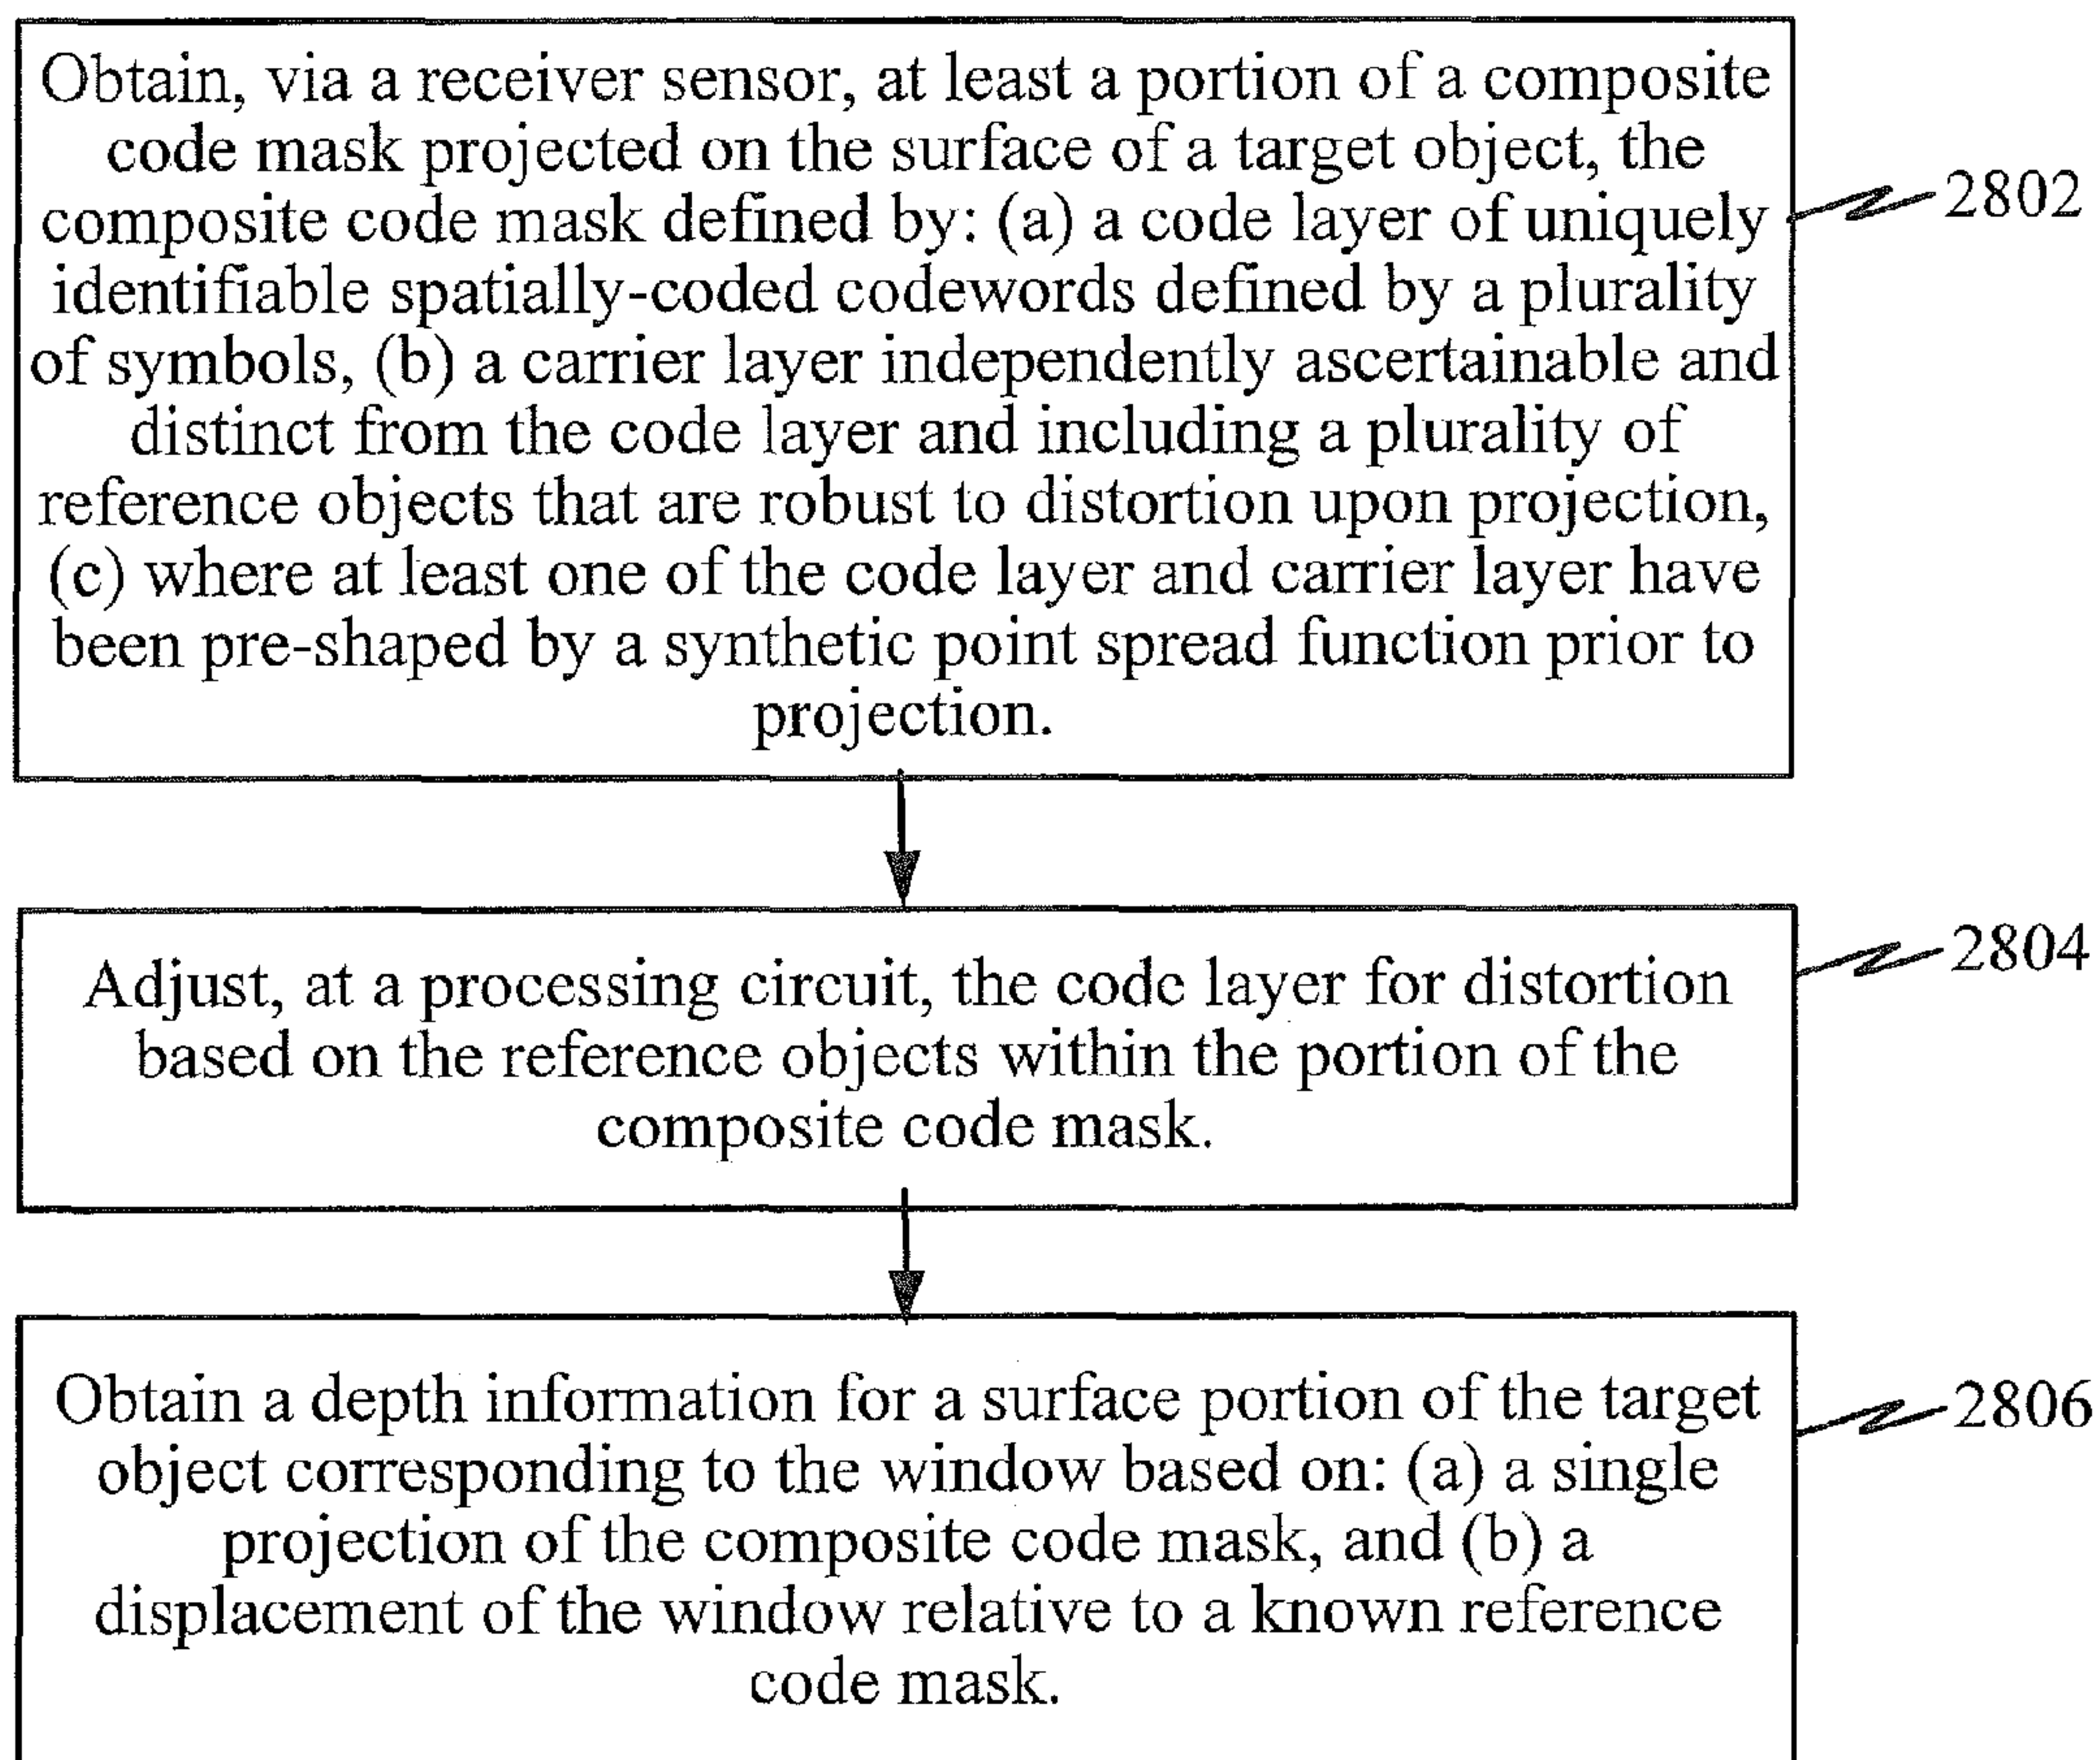 Obtain, via a receiver sensor, at least a portion of a composite
code mask projected on the surface of a target object, the
composite code mask defined by: (a) a code layer of uniquely
identifiable spatially-coded codewords defined by a plurality
of symbols, (b) a carrier layer independently ascertainable and
distinct from the code layer and including a plurality of
reference objects that are robust to distortion upon projection,
(c) where at least one of the code layer and carrier layer have
been pre-shaped by a synthetic point spread function prior to
projection.
2802
Adjust, at a processing circuit, the code layer for distortion
based on the reference objects within the portion of the
composite code mask.
2804
Obtain a depth information for a surface portion of the target
object corresponding to the window based on: (a) a single
projection of the composite code mask, and (b) a
displacement of the window relative to a known reference
code mask.
2806